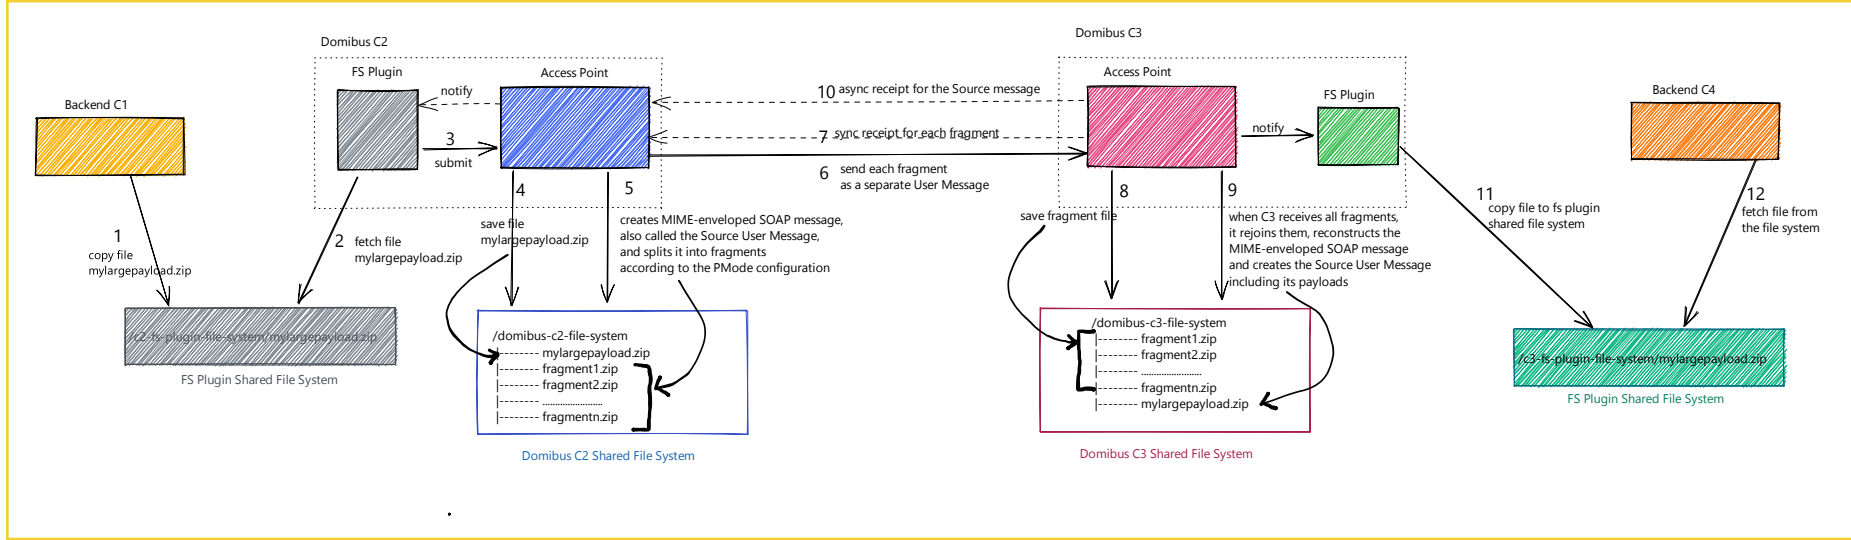 Domibus C2
Domibus C3
FS Plugin
Access Point
Access Point
Backend C1
notify
10 async receipt for the Source message
FS Plugin
Backend C4
3
submit
7 sync receipt for each fragment
notify
6 send each fragment
as a separate User Message
4
5
8
9
1
copy file
mylargepayload.zip
2 fetch file
mylargepayload.zip
save file
mylargepayload.zip
creates MIME-enveloped SOAP message,
also called the Source User Message,
and splits it into fragments
according to the PMode configuration
save fragment file
when C3 receives all fragments,
it rejoins them, reconstructs the
MIME-enveloped SOAP message
and creates the Source User Message
including its payloads
11
copy file to fs plugin
shared file system
12
fetch file from
the file system
/c2-fs-plugin-file-system/mylargepayload.zip
FS Plugin Shared File System
/domibus-c2-file-system
|-------- mylargepayload.zip
|-------- fragment1.zip
|-------- fragment2.zip
|-------- ........................
|-------- fragmentn.zip
Domibus C2 Shared File System
/domibus-c3-file-system
|-------- fragment1.zip
|-------- fragment2.zip
|-------- ........................
|-------- fragmentn.zip
|-------- mylargepayload.zip
Domibus C3 Shared File System
/c3-fs-plugin-file-system/mylargepayload.zip
FS Plugin Shared File System